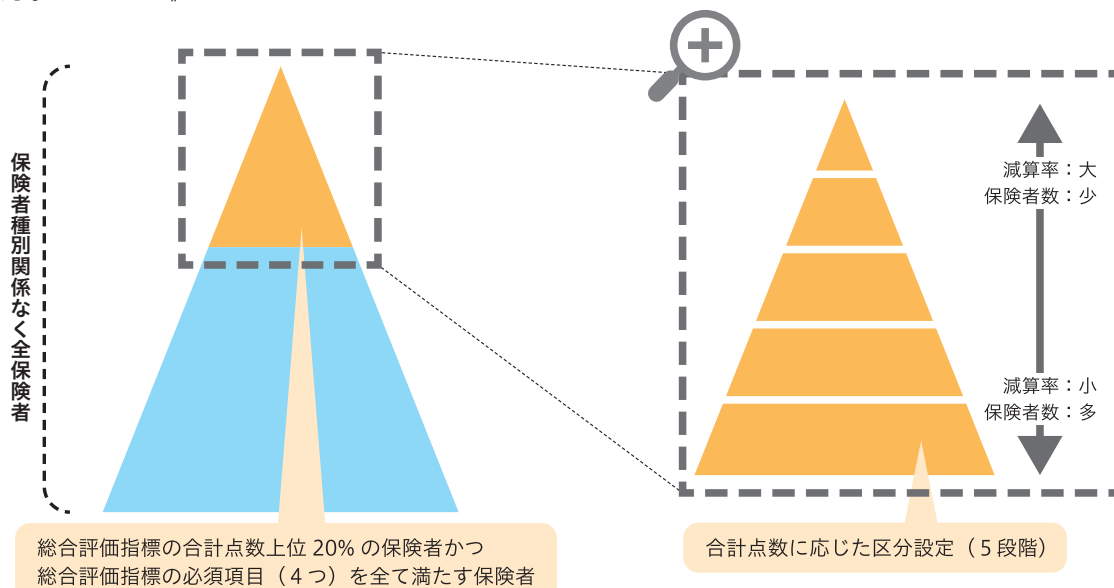 保険者種別関係なく全保険者
減算率：大
保険者数：少
減算率：小
保険者数：多
総合評価指標の合計点数上位 20% の保険者かつ
総合評価指標の必須項目（４つ）を全て満たす保険者
合計点数に応じた区分設定（５段階）